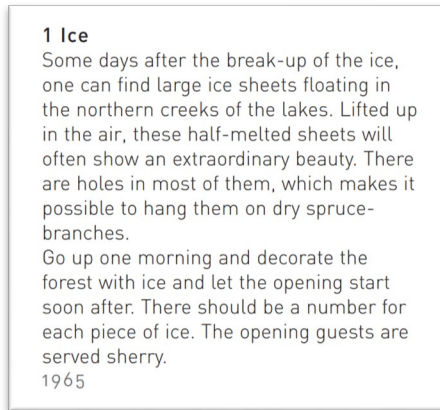 1 Ice
Some days after the break-up of the ice,
one can find large ice sheets floating in
the northern creeks of the lakes. Lifted up
in the air, these half-melted sheets will
often show an extraordinary beauty. There
are holes in most of them, which makes it
possible to hang them on dry spruce-
branches.
Go up one morning and decorate the
forest with ice and let the opening start
soon after. There should be a number for
each piece of ice. The opening guests are
served sherry.
1965